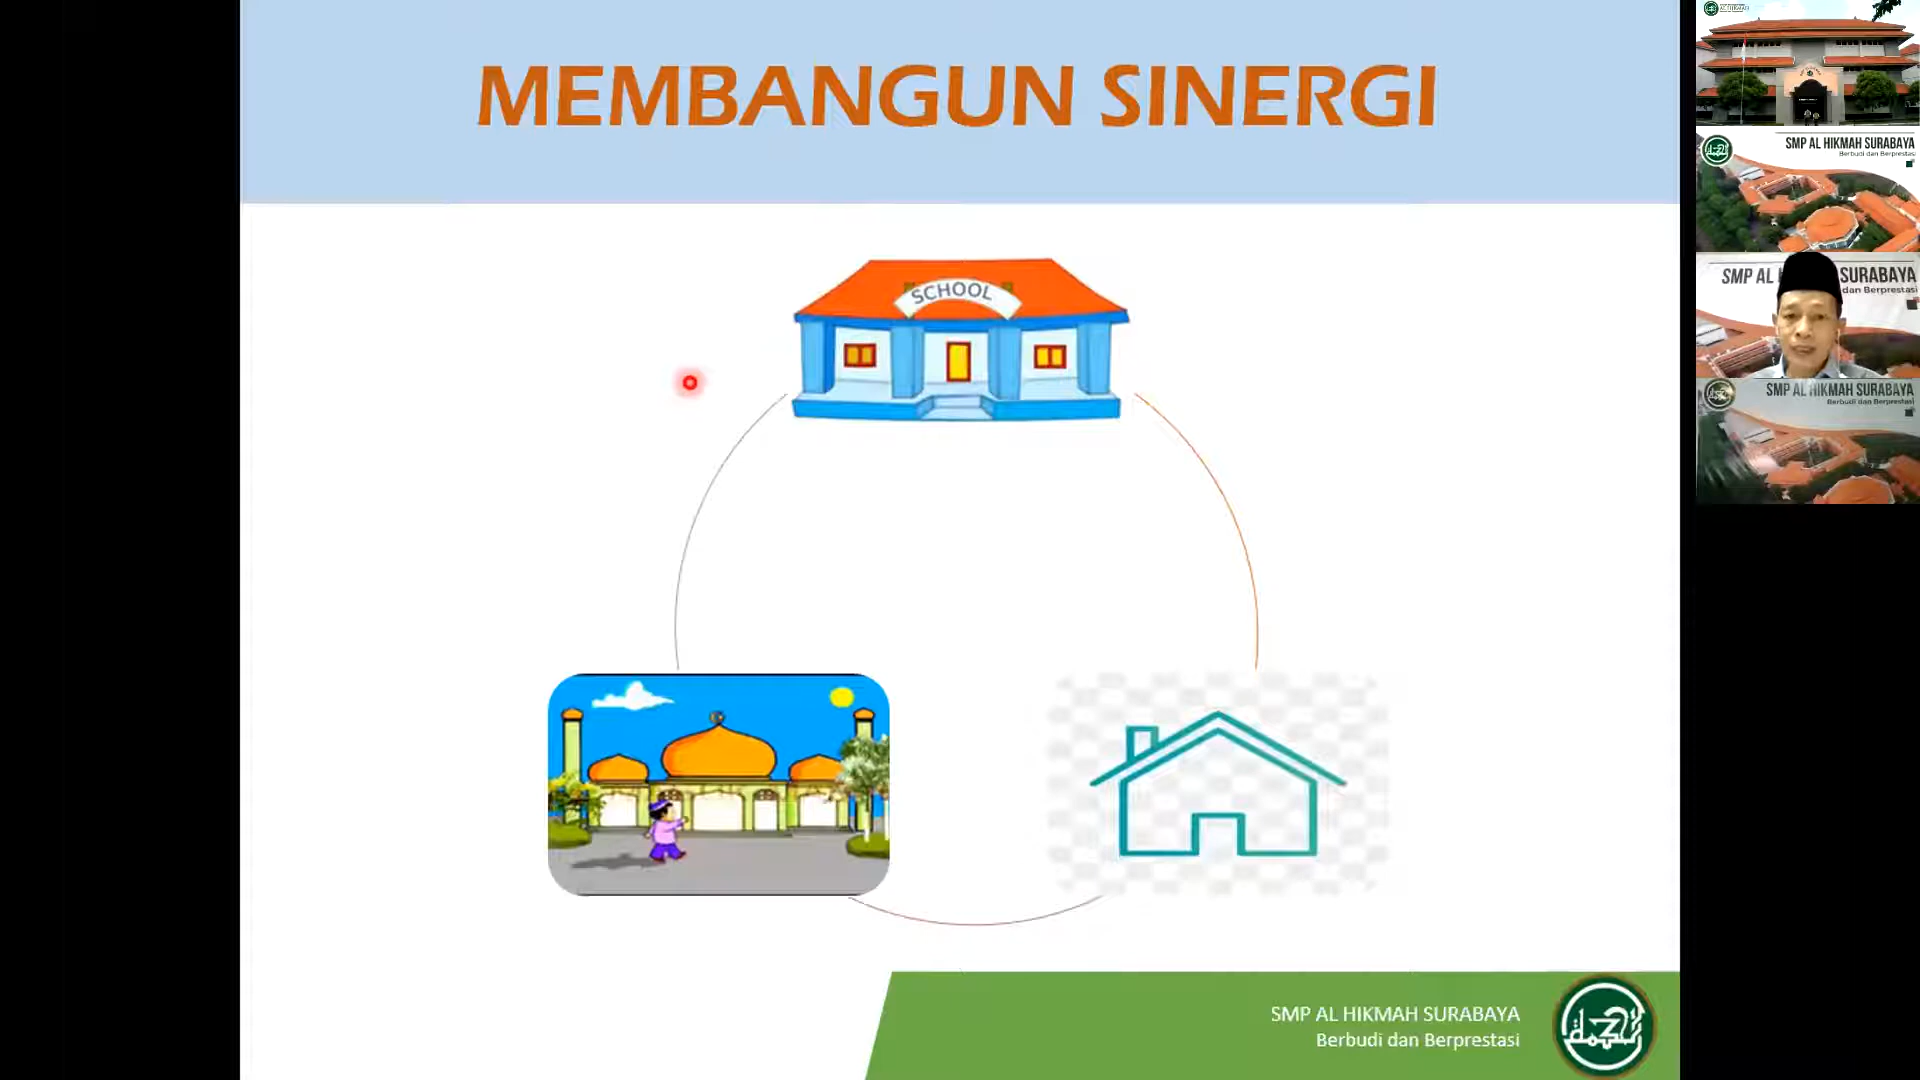 MEMBANGUN SINERGI
SCHOOL
SMP AL HIKMAH SURABAYA
Berbudi dan Berprestasi
SMP AL HIKMAH SURABAYA
Berbudi dan Berprestasi
SMP AL SURABAYA
dan Berprestasi
SMP AL HIKMAH SURABAYA
Berbudi dan Berprestasi